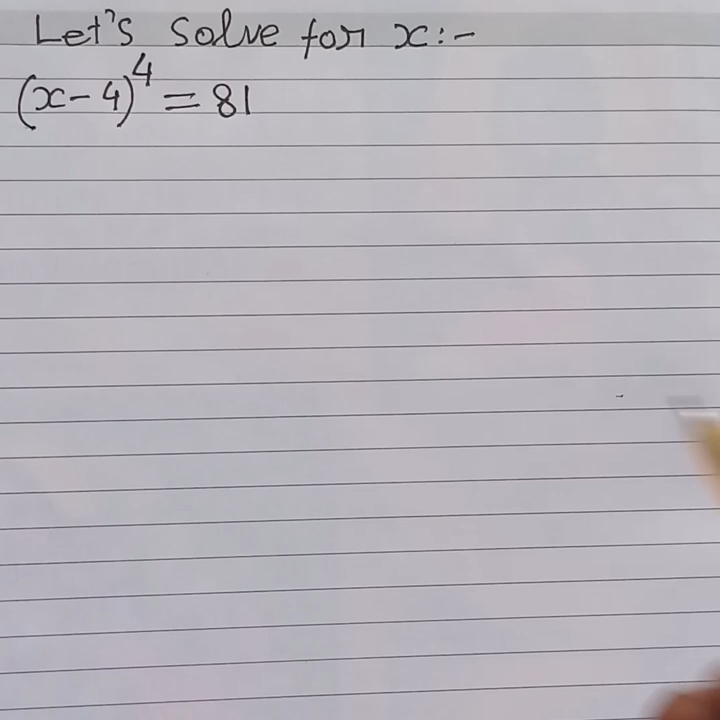 Let's solve for x:-
(x-4)⁴ = 81